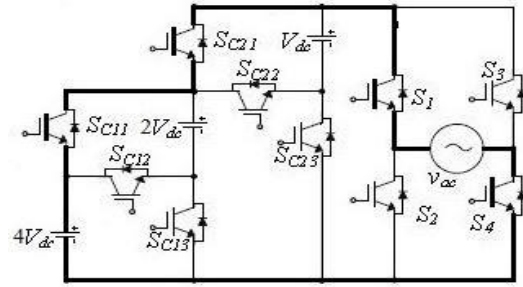 S_C21
V_dc
S_C22
S_3
S_1
S_C11
2V_dc
S_C12
S_C23
v_ac
S_C13
S_2
S_4
4V_dc